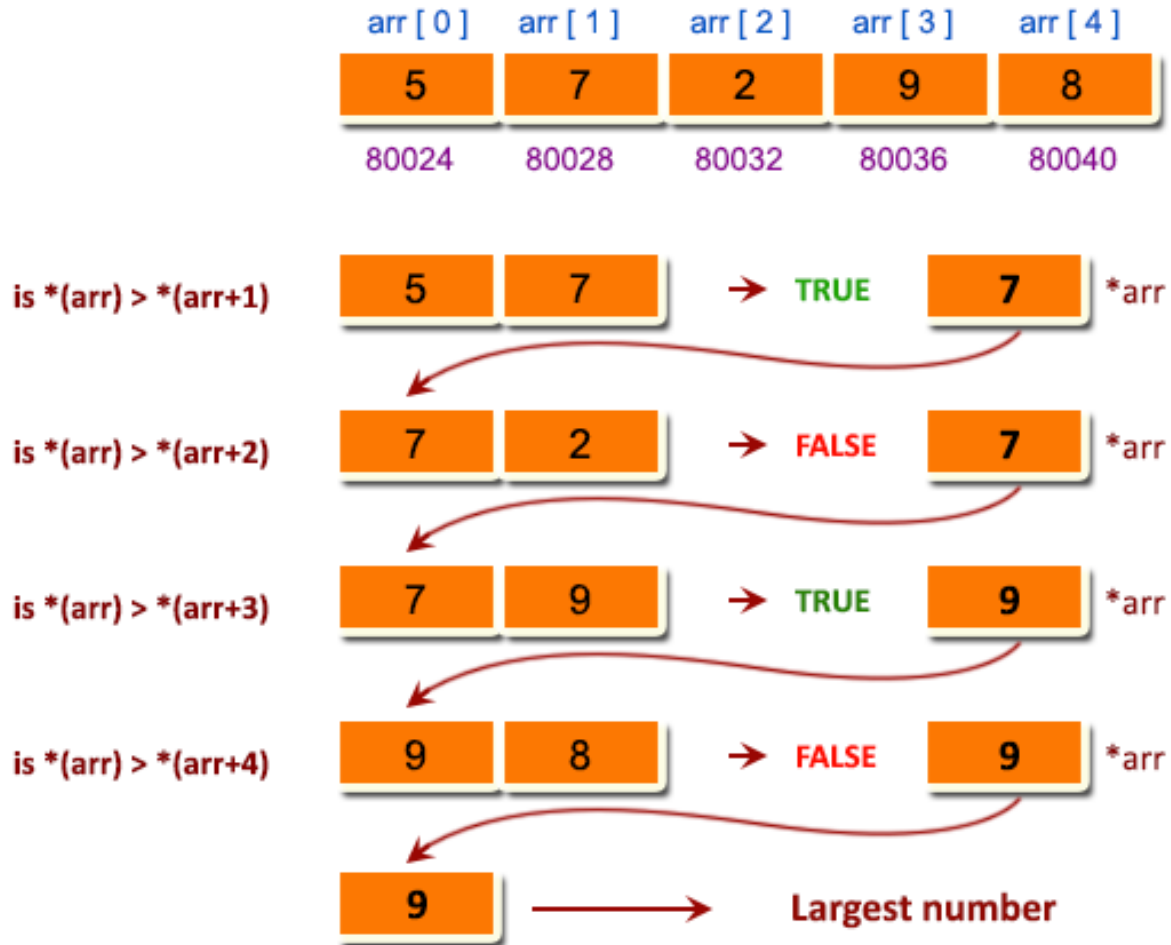 arr [ 0 ] arr [ 1 ] arr [ 2 ] arr [ 3 ] arr [ 4 ]
5 7 2 9 8
80024 80028 80032 80036 80040
is *(arr) > *(arr+1) 5 7 TRUE 7 *arr
is *(arr) > *(arr+2) 7 2 FALSE 7 *arr
is *(arr) > *(arr+3) 7 9 TRUE 9 *arr
is *(arr) > *(arr+4) 9 8 FALSE 9 *arr
9 Largest number